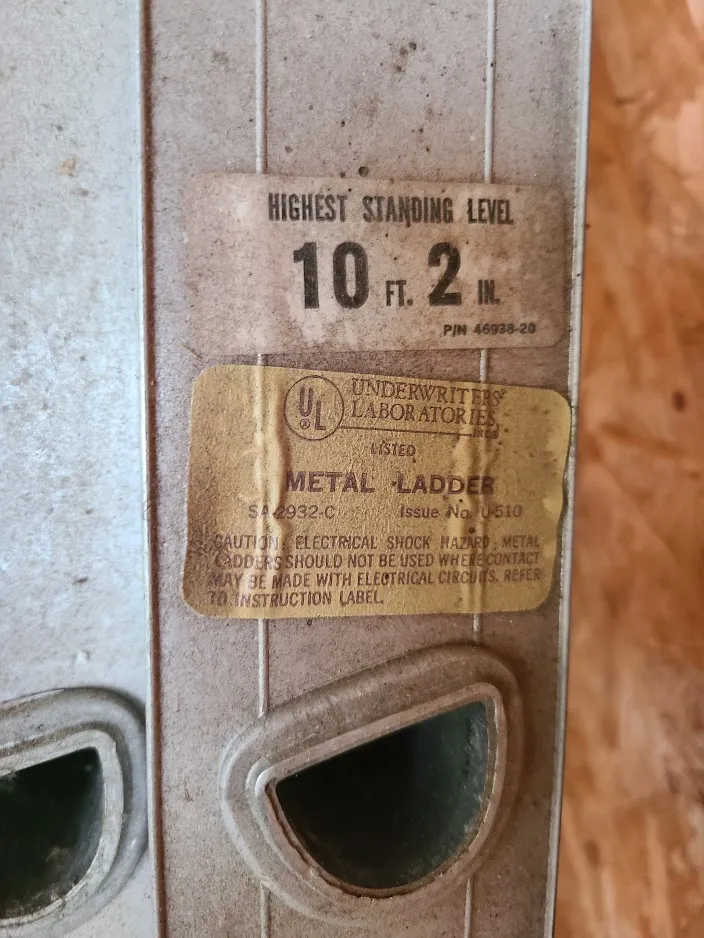 HIGHEST STANDING LEVEL
10 FT. 2 IN.
P/N 46938-20
UL
®
UNDERWRITERS
LABORATORIES
INC.®
LISTED
METAL LADDER
SA-2932-C Issue No. U-510
CAUTION: ELECTRICAL SHOCK HAZARD; METAL
LADDERS SHOULD NOT BE USED WHERE CONTACT
MAY BE MADE WITH ELECTRICAL CIRCUITS. REFER
TO INSTRUCTION LABEL.